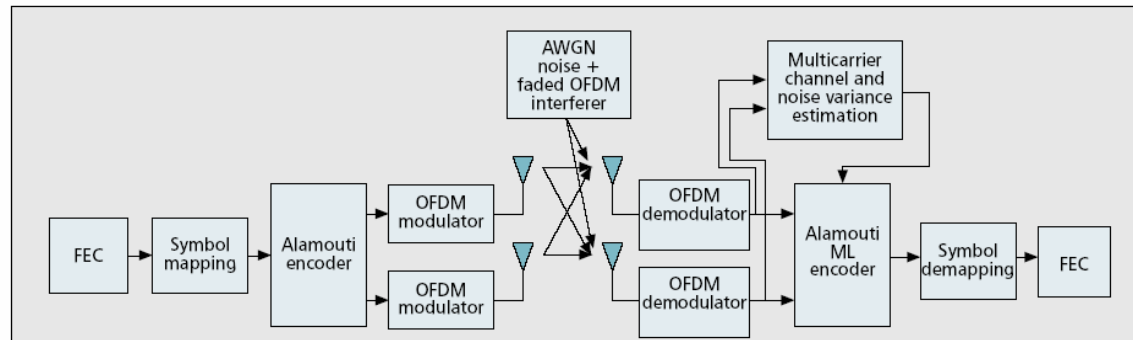 AWGN
noise +
faded OFDM
interferer
Multicarrier
channel and
noise variance
estimation
FEC
Symbol
mapping
Alamouti
encoder
OFDM
modulator
OFDM
modulator
OFDM
demodulator
OFDM
demodulator
Alamouti
ML
encoder
Symbol
demapping
FEC